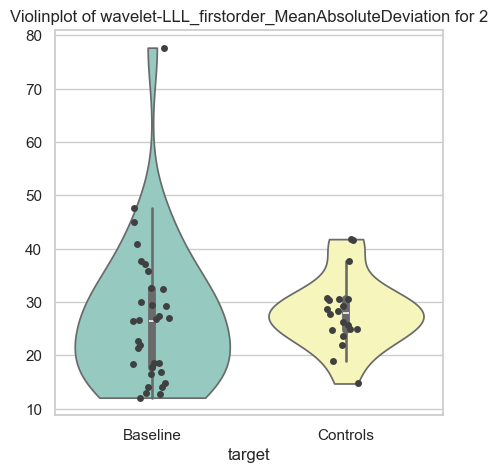 Violinplot of wavelet-LLL_firstorder_MeanAbsoluteDeviation for 2
80
70
60
50
40
30
20
10
Baseline Controls
target